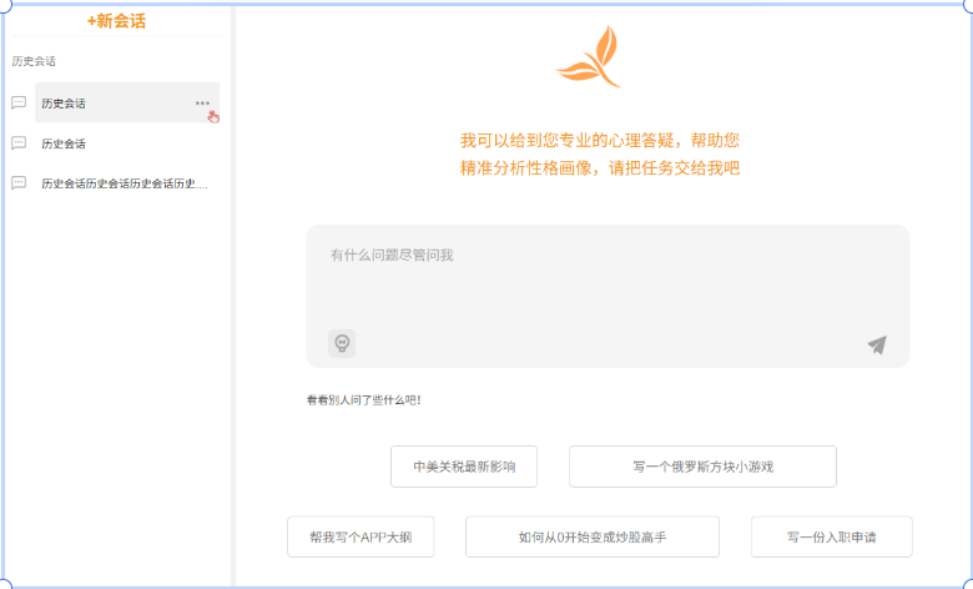 +新会话
历史会话
历史会话
历史会话
历史会话历史会话历史会话历史....
我可以给到您专业的心理答疑，帮助您
精准分析性格画像，请把任务交给我吧
有什么问题尽管问我
看看别人问了些什么吧!
中美关税最新影响
写一个俄罗斯方块小游戏
帮我写个APP大纲
如何从0开始变成炒股高手
写一份入职申请